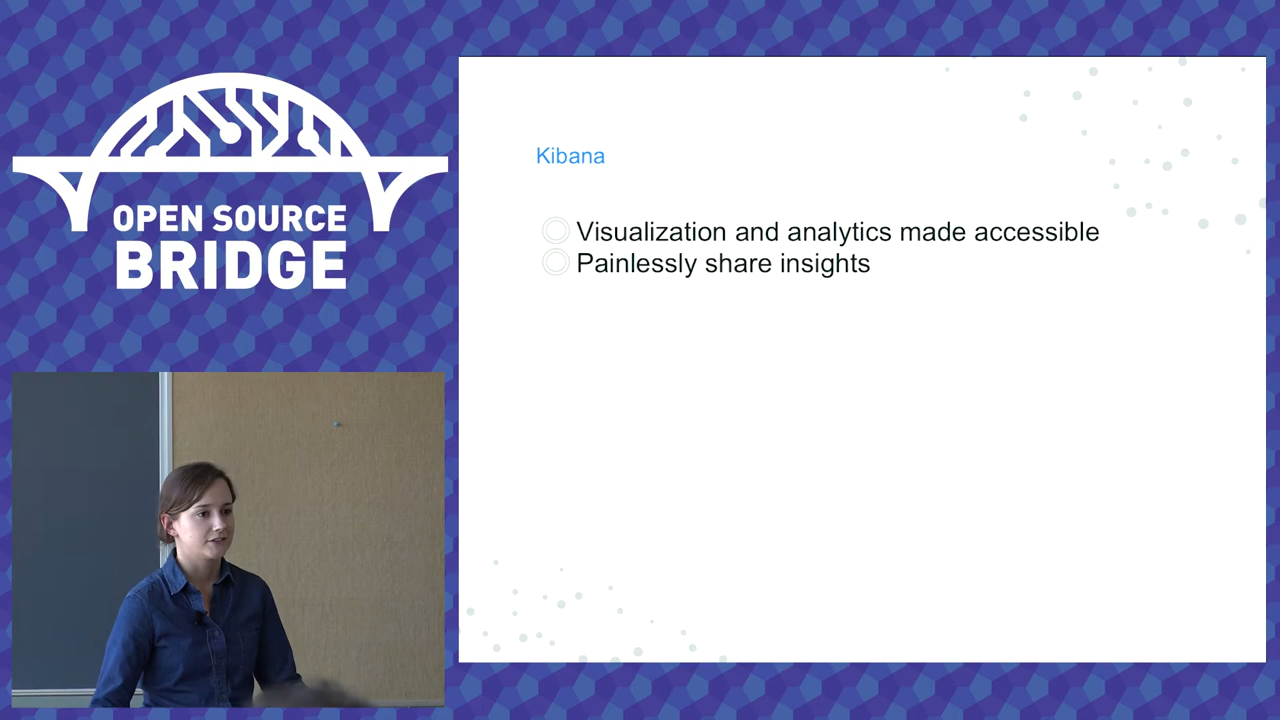 OPEN SOURCE
BRIDGE
Kibana
Visualization and analytics made accessible
Painlessly share insights